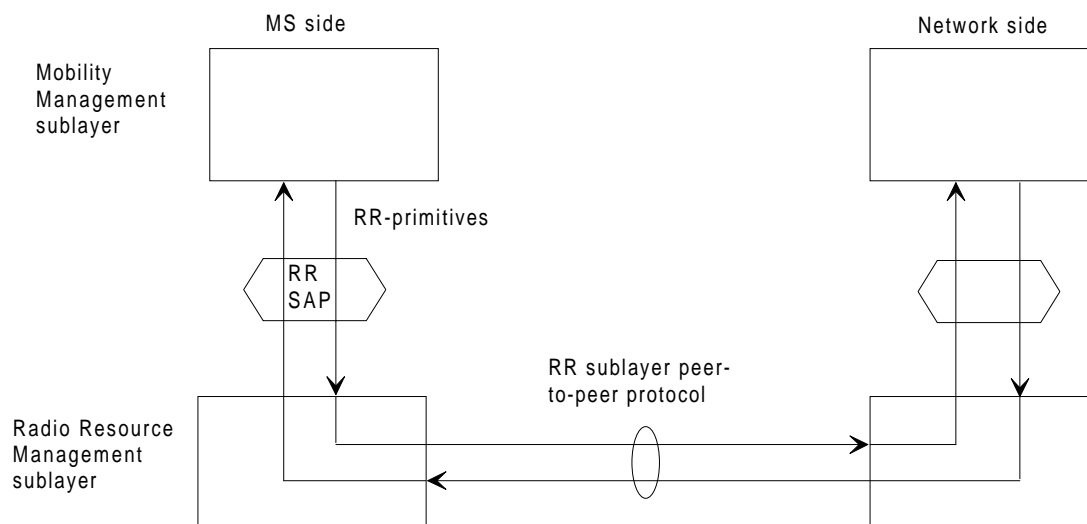 MS side
Network side
Mobility
Management
sublayer
RR-primitives
RR
SAP
RR sublayer peer-
to-peer protocol
Radio Resource
Management
sublayer